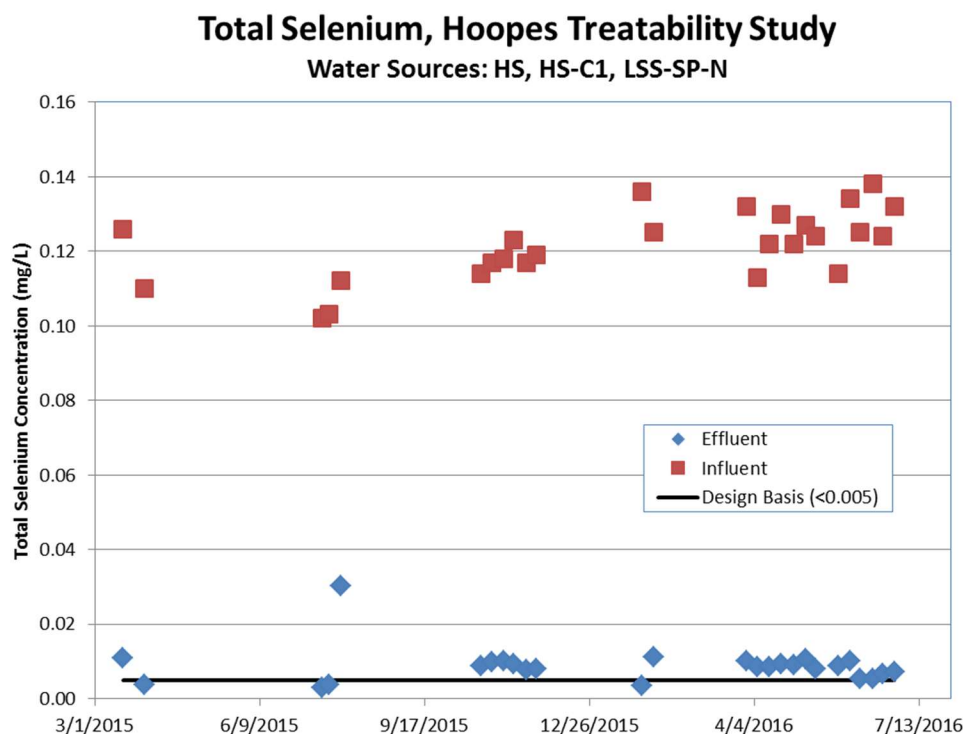 Total Selenium, Hoopes Treatability Study
Water Sources: HS, HS-C1, LSS-SP-N
Total Selenium Concentration (mg/L)
0.16
0.14
0.12
0.10
0.08
0.06
0.04
0.02
0.00
Effluent
Influent
Design Basis (<0.005)
3/1/2015 6/9/2015 9/17/2015 12/26/2015 4/4/2016 7/13/2016